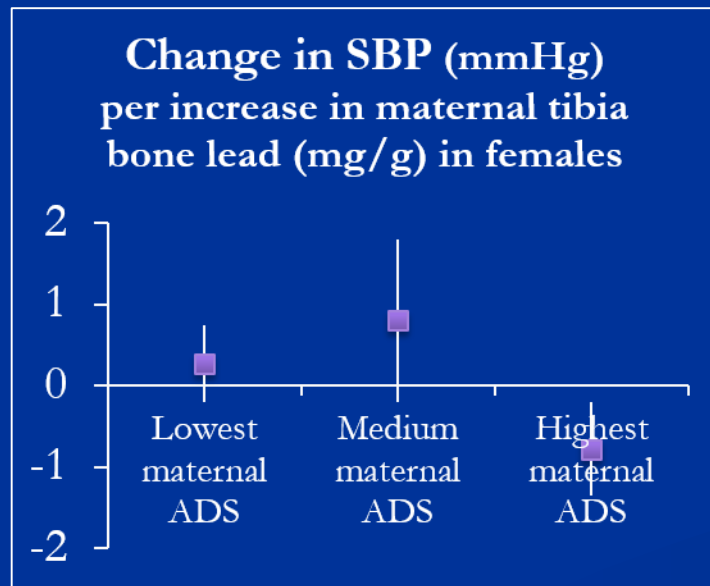 Change in SBP (mmHg)
per increase in maternal tibia
bone lead (mg/g) in females
2
1
0
-1
-2
Lowest
maternal
ADS
Medium
maternal
ADS
Highest
maternal
ADS